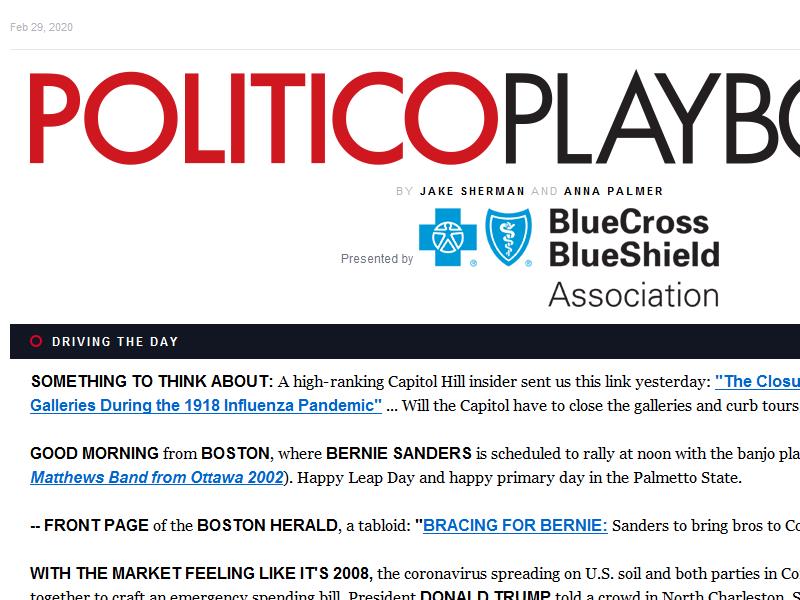 Feb 29, 2020
POLITICOPLAYBO
BY JAKE SHERMAN AND ANNA PALMER
Presented by
BlueCross
BlueShield
Association
DRIVING THE DAY
SOMETHING TO THINK ABOUT: A high-ranking Capitol Hill insider sent us this link yesterday: "The Closu
Galleries During the 1918 Influenza Pandemic" ... Will the Capitol have to close the galleries and curb tours
GOOD MORNING from BOSTON, where BERNIE SANDERS is scheduled to rally at noon with the banjo pla
Matthews Band from Ottawa 2002). Happy Leap Day and happy primary day in the Palmetto State.
-- FRONT PAGE of the BOSTON HERALD, a tabloid: "BRACING FOR BERNIE: Sanders to bring bros to Co
WITH THE MARKET FEELING LIKE IT'S 2008, the coronavirus spreading on U.S. soil and both parties in Co
together to craft an emergency spending bill, President DONALD TRUMP told a crowd in North Charleston, S